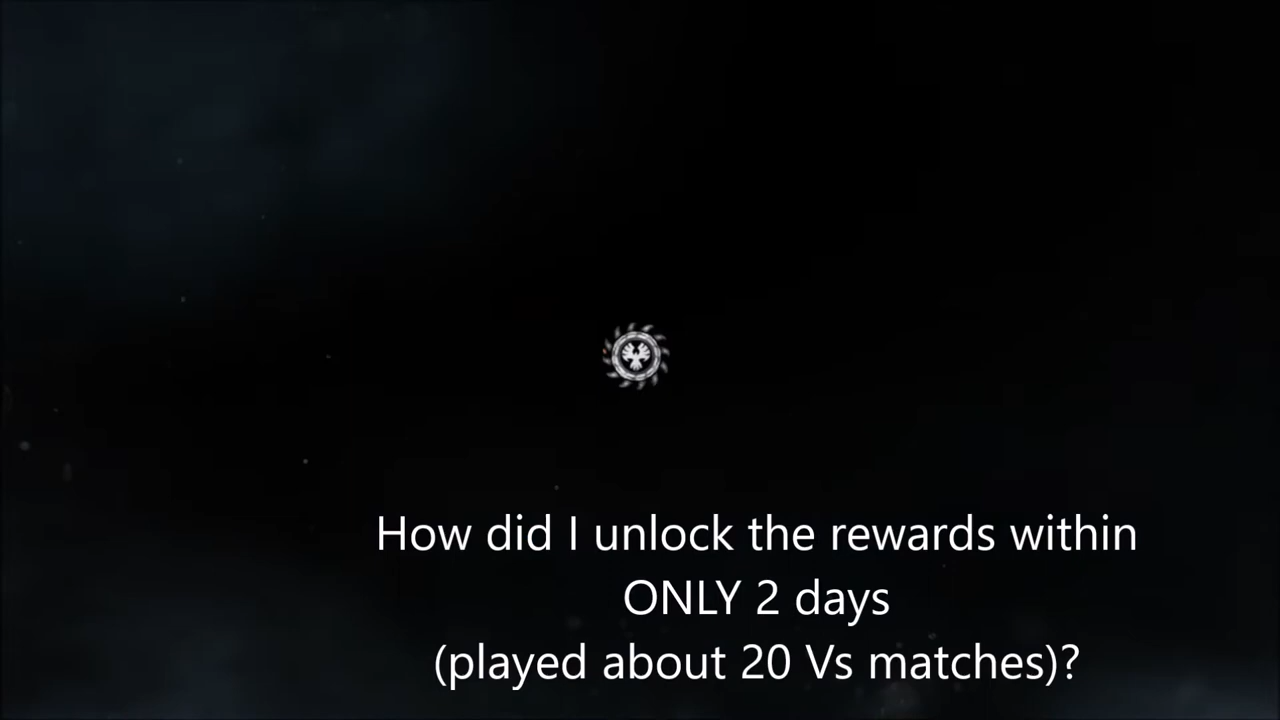 How did I unlock the rewards within
ONLY 2 days
(played about 20 Vs matches)?